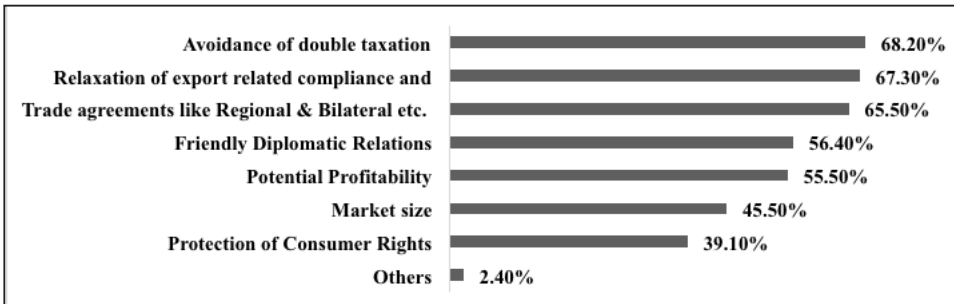 Avoidance of double taxation 68.20%
Relaxation of export related compliance and 67.30%
Trade agreements like Regional & Bilateral etc. 65.50%
Friendly Diplomatic Relations 56.40%
Potential Profitability 55.50%
Market size 45.50%
Protection of Consumer Rights 39.10%
Others 2.40%